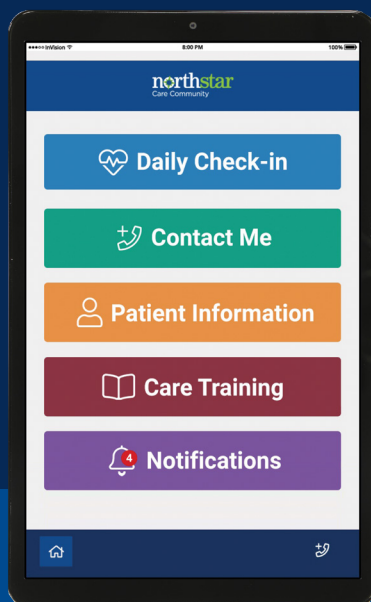 InVision
8:00 PM
100%
northstar
Care Community
Daily Check-in
Contact Me
Patient Information
Care Training
4
Notifications